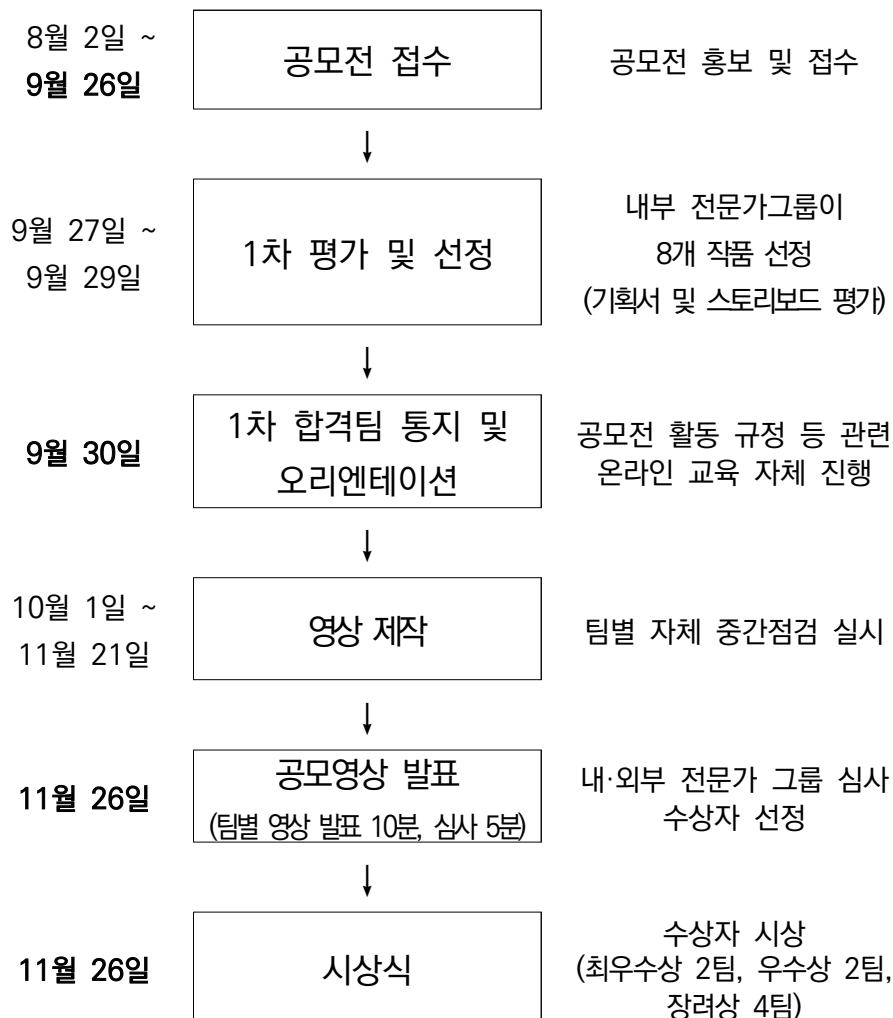 8월 2일 ~
9월 26일
공모전 접수
공모전 홍보 및 접수
9월 27일 ~
9월 29일
1차 평가 및 선정
내부 전문가그룹이
8개 작품 선정
(기획서 및 스토리보드 평가)
9월 30일
1차 합격팀 통지 및
오리엔테이션
공모전 활동 규정 등 관련
온라인 교육 자체 진행
10월 1일 ~
11월 21일
영상 제작
팀별 자체 중간점검 실시
11월 26일
공모영상 발표
(팀별 영상 발표 10분, 심사 5분)
내·외부 전문가 그룹 심사
수상자 선정
11월 26일
시상식
수상자 시상
(최우수상 2팀, 우수상 2팀,
장려상 4팀)